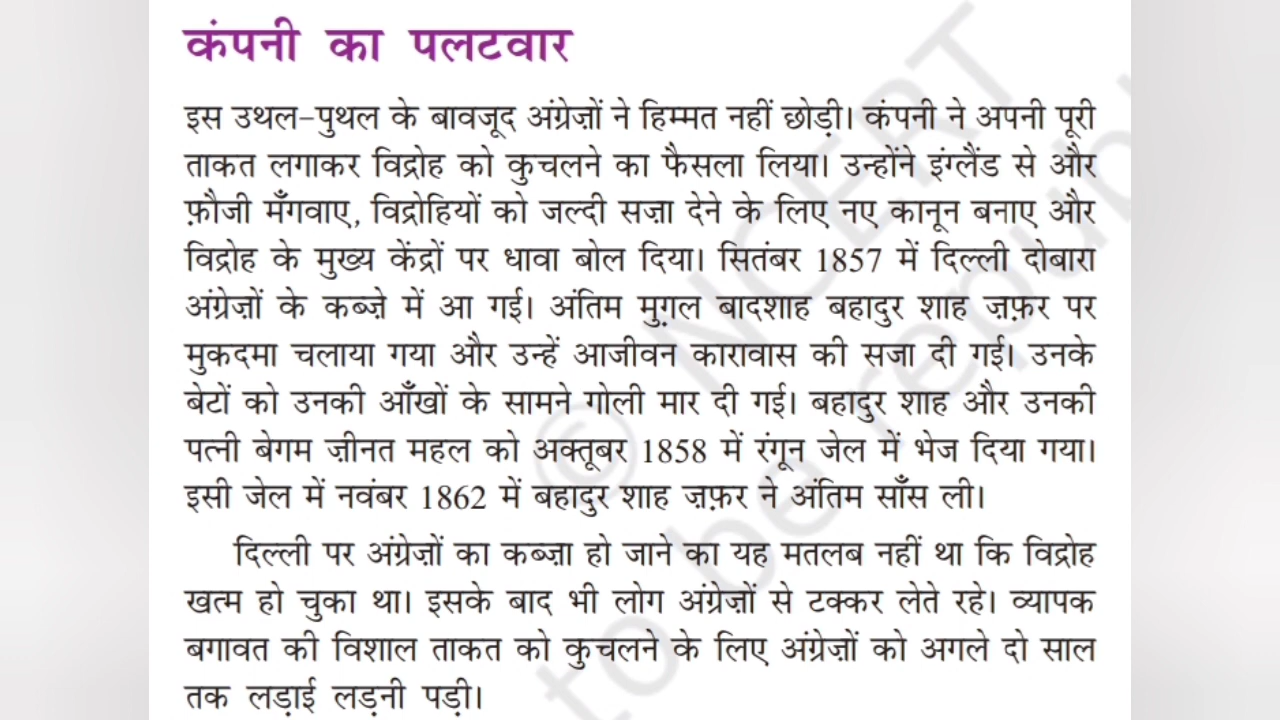 कंपनी का पलटवार
इस उथल-पुथल के बावजूद अंग्रेज़ों ने हिम्मत नहीं छोड़ी। कंपनी ने अपनी पूरी
ताकत लगाकर विद्रोह को कुचलने का फैसला लिया। उन्होंने इंग्लैंड से और
फ़ौजी मँगवाए, विद्रोहियों को जल्दी सज़ा देने के लिए नए कानून बनाए और
विद्रोह के मुख्य केंद्रों पर धावा बोल दिया। सितंबर 1857 में दिल्ली दोबारा
अंग्रेज़ों के कब्ज़े में आ गई। अंतिम मुग़ल बादशाह बहादुर शाह ज़फ़र पर
मुकदमा चलाया गया और उन्हें आजीवन कारावास की सजा दी गई। उनके
बेटों को उनकी आँखों के सामने गोली मार दी गई। बहादुर शाह और उनकी
पत्नी बेगम ज़ीनत महल को अक्तूबर 1858 में रंगून जेल में भेज दिया गया।
इसी जेल में नवंबर 1862 में बहादुर शाह ज़फ़र ने अंतिम साँस ली।
दिल्ली पर अंग्रेज़ों का कब्ज़ा हो जाने का यह मतलब नहीं था कि विद्रोह
खत्म हो चुका था। इसके बाद भी लोग अंग्रेज़ों से टक्कर लेते रहे। व्यापक
बगावत की विशाल ताकत को कुचलने के लिए अंग्रेज़ों को अगले दो साल
तक लड़ाई लड़नी पड़ी।
© NCERT
to be republ